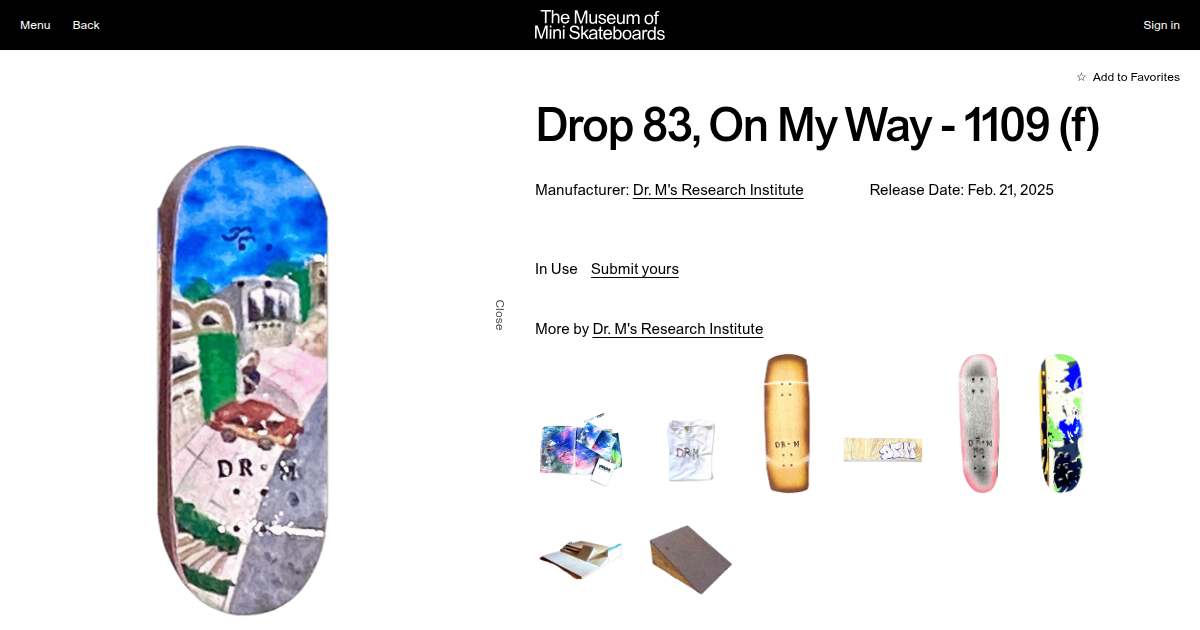 Menu
Back
The Museum of
Mini Skateboards
Sign in
☆ Add to Favorites
Drop 83, On My Way - 1109 (f)
Manufacturer: Dr. M's Research Institute
Release Date: Feb. 21, 2025
In Use
Submit yours
Close
More by Dr. M's Research Institute
DR·M
DR·M
DR·M
DR·M